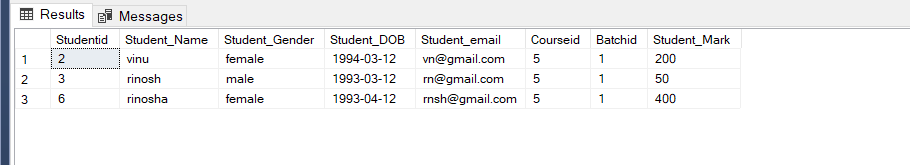 Results Messages
Studentid Student_Name Student_Gender Student_DOB Student_email Courseid Batchid Student_Mark
1 2 vinu female 1994-03-12 vn@gmail.com 5 1 200
2 3 rinosh male 1993-03-12 rn@gmail.com 5 1 50
3 6 rinosha female 1993-04-12 rnsh@gmail.com 5 1 400